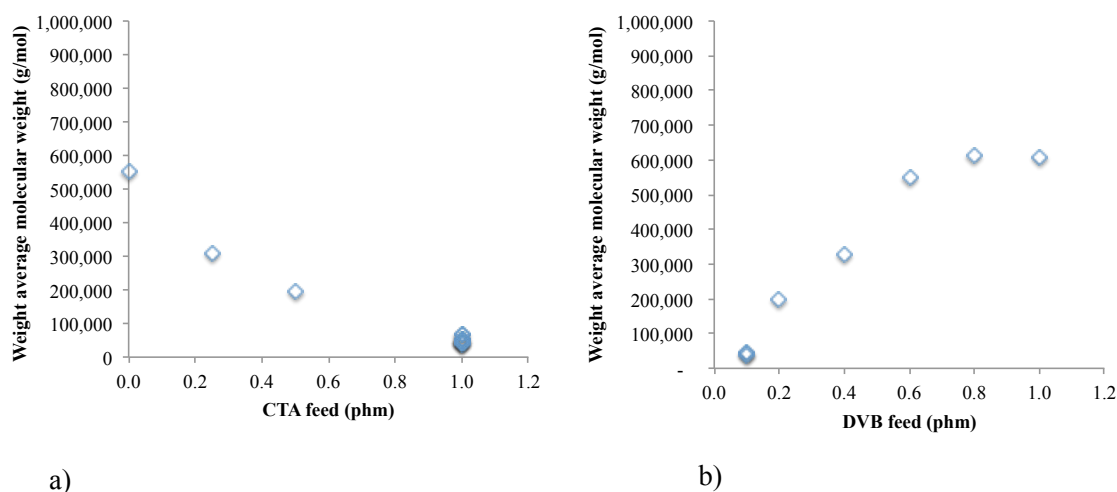 Weight average molecular weight (g/mol)
1,000,000
900,000
800,000
700,000
600,000
500,000
400,000
300,000
200,000
100,000
0
0.0 0.2 0.4 0.6 0.8 1.0 1.2
CTA feed (phm)
a)
Weight average molecular weight (g/mol)
1,000,000
900,000
800,000
700,000
600,000
500,000
400,000
300,000
200,000
100,000
-
0.0 0.2 0.4 0.6 0.8 1.0 1.2
DVB feed (phm)
b)